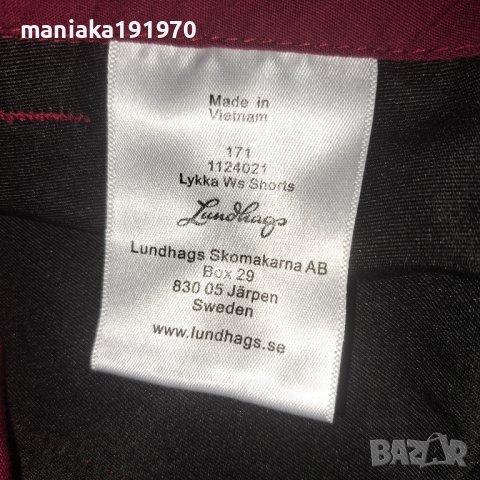 maniaka191970
Made in
Vietnam
171
1124021
Lykka Ws Shorts
Lundhags
Lundhags Skomakarna AB
Box 29
830 05 Järpen
Sweden
www.lundhags.se
BAZAR